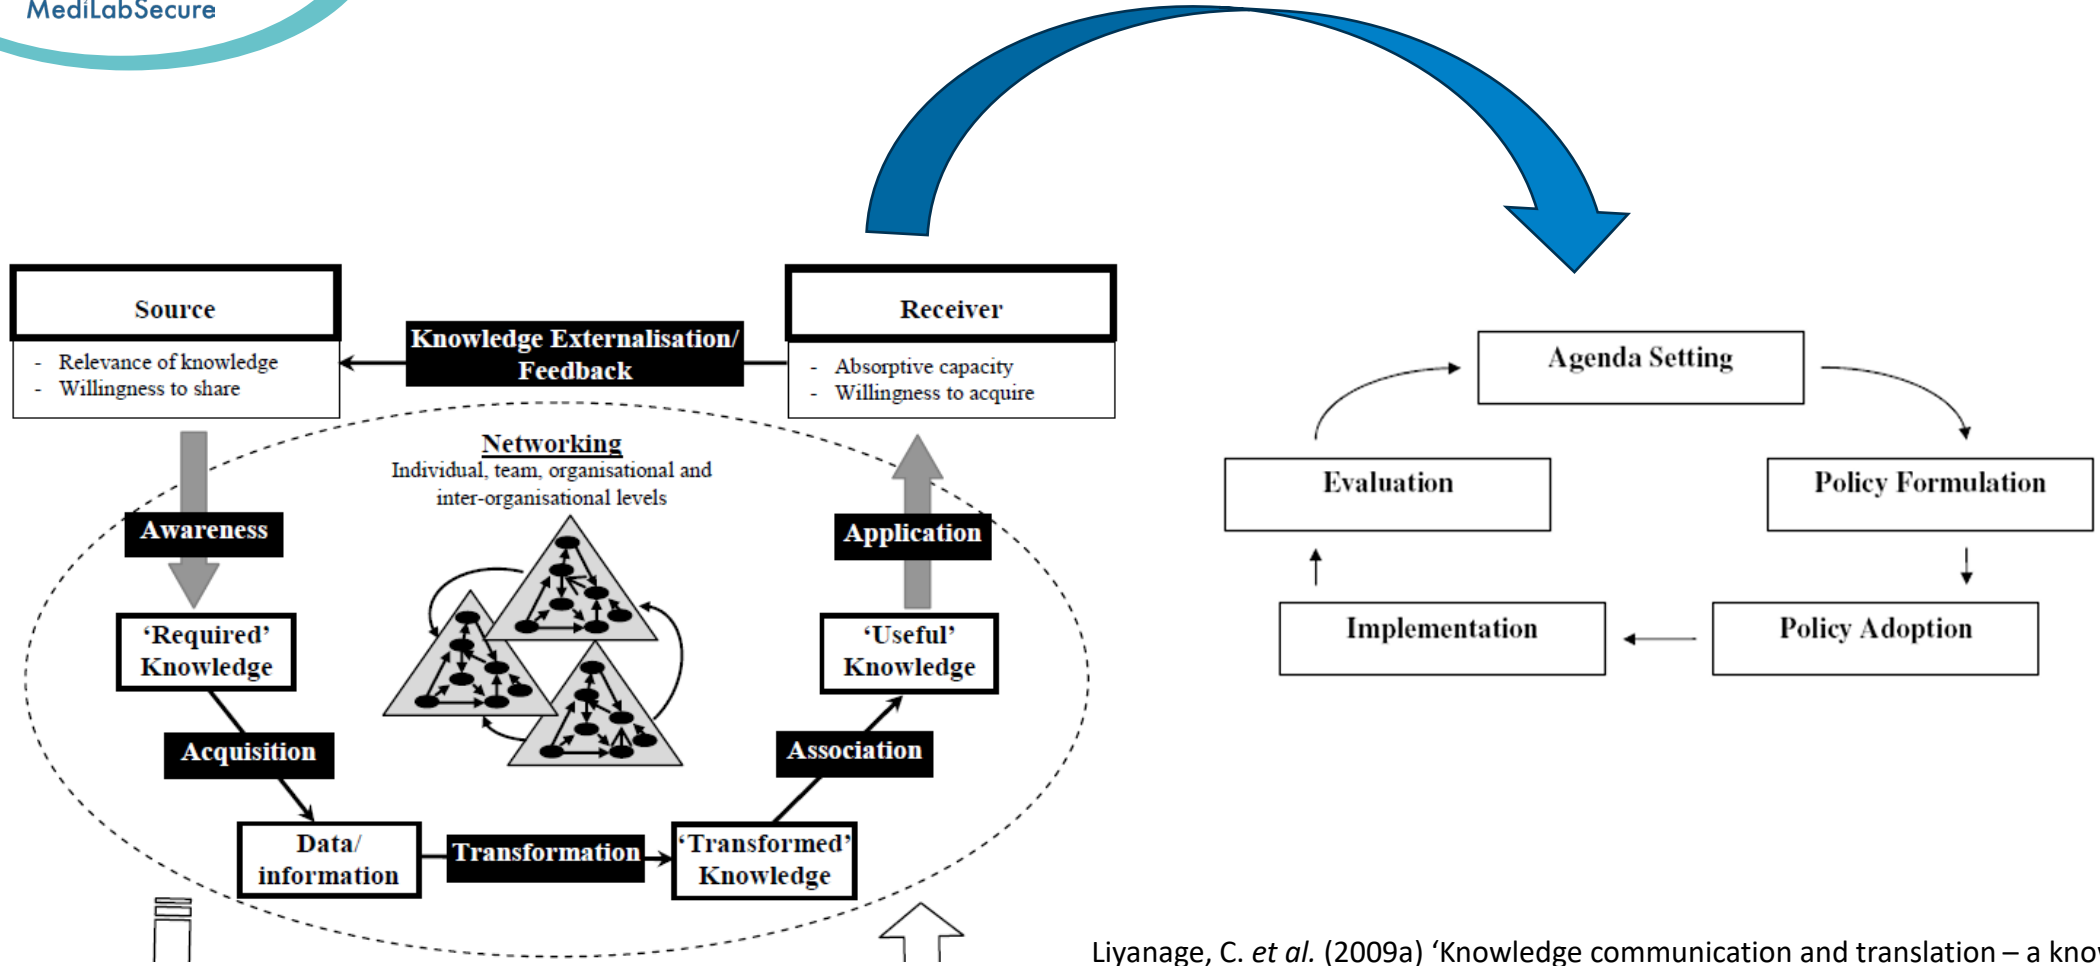 MediLabSecure
Source
- Relevance of knowledge
- Willingness to share
Knowledge Externalisation/
Feedback
Receiver
- Absorptive capacity
- Willingness to acquire
Networking
Individual, team, organisational and
inter-organisational levels
Awareness
‘Required’
Knowledge
Acquisition
Data/
information
Transformation
‘Transformed’
Knowledge
Association
‘Useful’
Knowledge
Application
Agenda Setting
Policy Formulation
Policy Adoption
Implementation
Evaluation
Liyanage, C. et al. (2009a) ‘Knowledge communication and translation – a